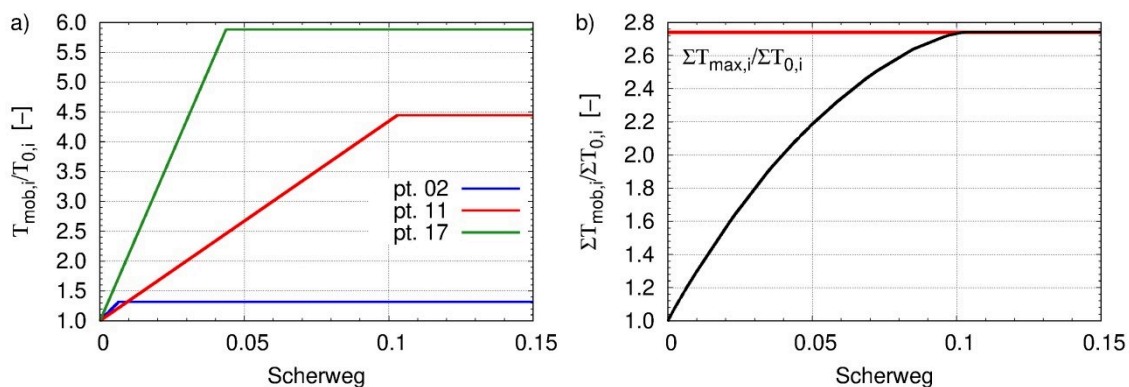 a)
6.0
5.5
5.0
4.5
4.0
3.5
3.0
2.5
2.0
1.5
1.0
T_mob,i/T_0,i [−]
pt. 02
pt. 11
pt. 17
0 0.05 0.1 0.15
Scherweg
b)
2.8
2.6
2.4
2.2
2.0
1.8
1.6
1.4
1.2
1.0
ΣT_mob,i/ΣT_0,i [−]
ΣT_max,i/ΣT_0,i
0 0.05 0.1 0.15
Scherweg